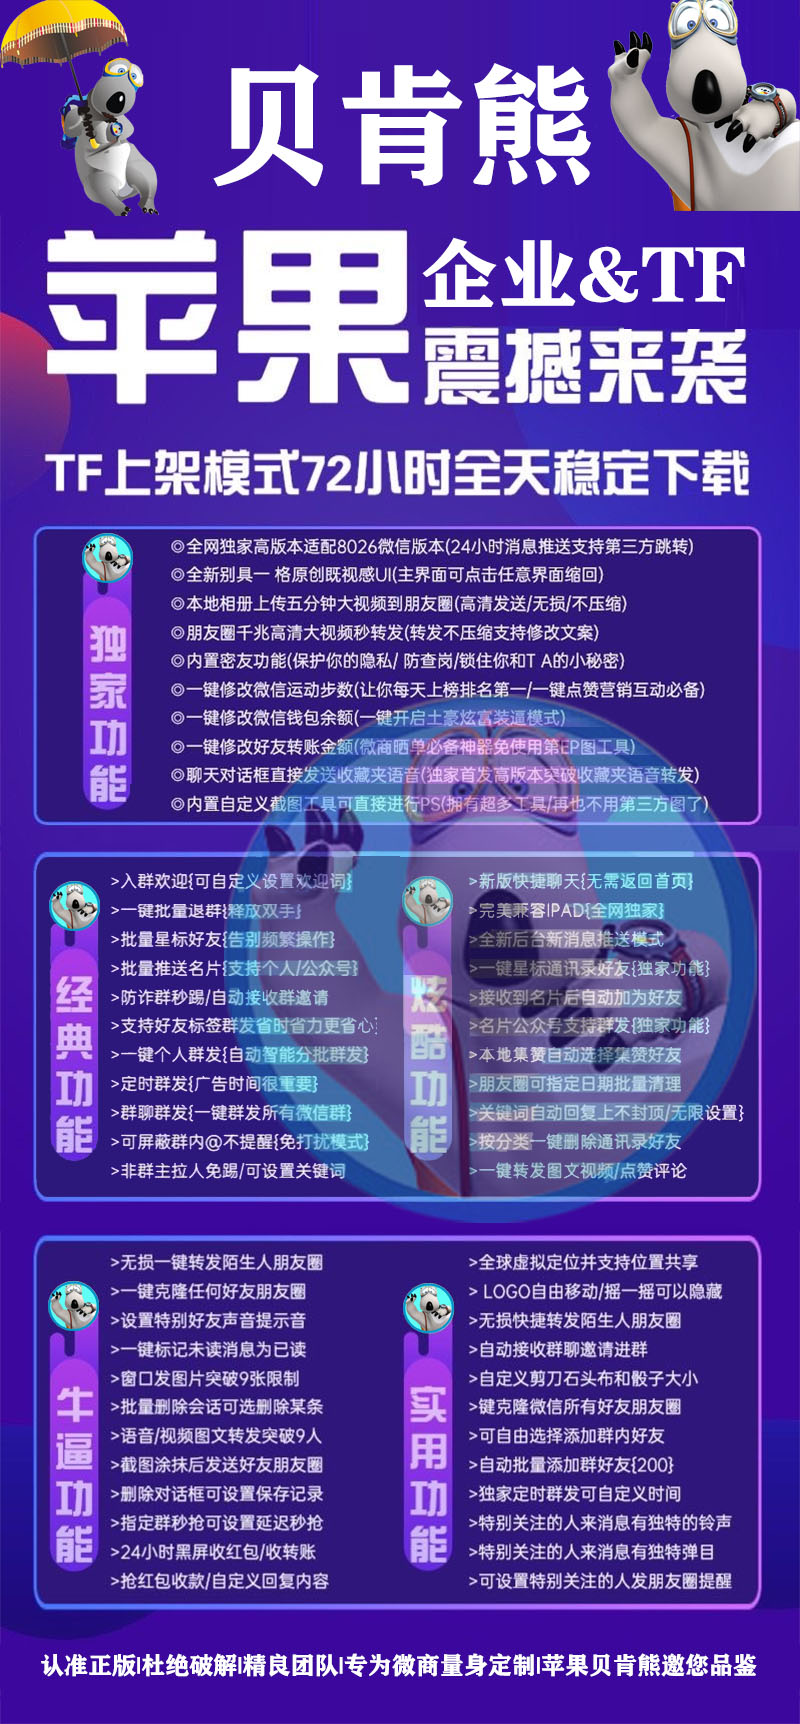 贝肯熊
苹果
企业&TF
震撼来袭
TF上架模式72小时全天稳定下载
独家功能
◎全网独家高版本适配8026微信版本(24小时消息推送支持第三方跳转)
◎全新别具一 格原创既视感UI(主界面可点击任意界面缩回)
◎本地相册上传五分钟大视频到朋友圈(高清发送/无损/不压缩)
◎朋友圈千兆高清大视频秒转发(转发不压缩支持修改文案)
◎内置密友功能(保护你的隐私/ 防查岗/锁住你和T A的小秘密)
◎一键修改微信运动步数(让你每天上榜排名第一/一键点赞营销互动必备)
◎一键修改微信钱包余额(一键开启土豪炫富装逼模式)
◎一键修改好友转账金额(微商晒单必备神器免使用第EP图工具)
◎聊天对话框直接发送收藏夹语音(独家首发高版本突破收藏夹语音转发)
◎内置自定义截图工具可直接进行PS(拥有超多工具/再也不用第三方图了)
经典功能
>入群欢迎{可自定义设置欢迎词}
>一键批量退群{释放双手}
>批量星标好友{告别频繁操作}
>批量推送名片{支持个人/公众号}
>防诈群秒踢/自动接收群邀请
>支持好友标签群发省时省力更省心}
>一键个人群发{自动智能分批群发}
>定时群发{广告时间很重要}
>群聊群发{一键群发所有微信群}
>可屏蔽群内@不提醒{免打扰模式}
>非群主拉人免踢/可设置关键词
炫酷功能
>新版快捷聊天{无需返回首页}
>完美兼容IPAD{全网独家}
>全新后台新消息推送模式
>一键星标通讯录好友{独家功能}
>接收到名片后自动加为好友
>名片公众号支持群发{独家功能}
>本地集赞自动选择集赞好友
>朋友圈可指定日期批量清理
>关键词自动回复上不封顶/无限设置}
>按分类一键删除通讯录好友
>一键转发图文视频/点赞评论
牛逼功能
>无损一键转发陌生人朋友圈
>一键克隆任何好友朋友圈
>设置特别好友声音提示音
>一键标记未读消息为已读
>窗口发图片突破9张限制
>批量删除会话可选删除某条
>语音/视频图文转发突破9人
>截图涂抹后发送好友朋友圈
>删除对话框可设置保存记录
>指定群秒抢可设置延迟秒抢
>24小时黑屏收红包/收转账
>抢红包收款/自定义回复内容
实用功能
>全球虚拟定位并支持位置共享
> LOGO自由移动/摇一摇可以隐藏
>无损快捷转发陌生人朋友圈
>自动接收群聊邀请进群
>自定义剪刀石头布和骰子大小
>键克隆微信所有好友朋友圈
>可自由选择添加群内好友
>自动批量添加群好友{200}
>独家定时群发可自定义时间
>特别关注的人来消息有独特的铃声
>特别关注的人来消息有独特弹目
>可设置特别关注的人发朋友圈提醒
认准正版|杜绝破解|精良团队|专为微商量身定制|苹果贝肯熊邀您品鉴